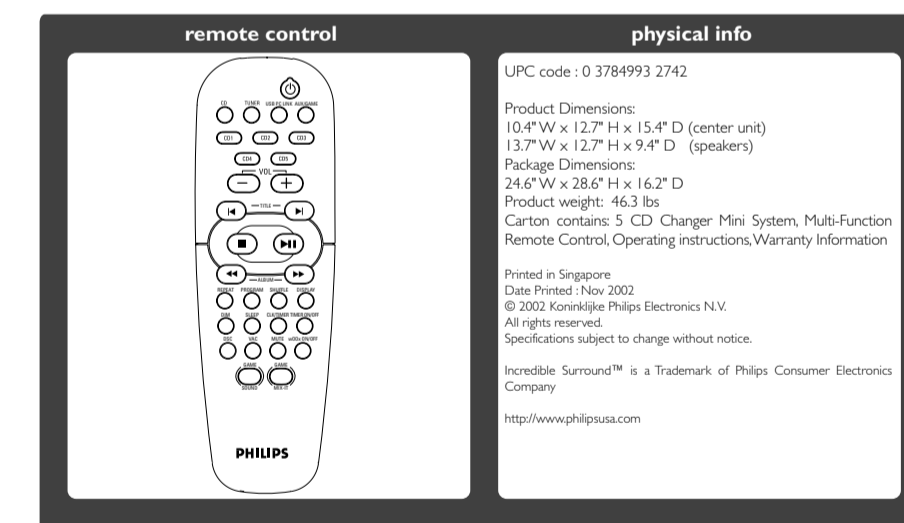 remote control
CD TUNER USB PC LINK AUX/GAME
CD1 CD2 CD3
CD4 CD5
VOL
TITLE
ALBUM
REPEAT PROGRAM SHUFFLE DISPLAY
DIM SLEEP CLK/TIMER TIMER ON/OFF
DSC VAC MUTE wOOx ON/OFF
GAME GAME
SOUND MIX-IT
PHILIPS
physical info
UPC code : 0 3784993 2742
Product Dimensions:
10.4" W x 12.7" H x 15.4" D (center unit)
13.7" W x 12.7" H x 9.4" D (speakers)
Package Dimensions:
24.6" W x 28.6" H x 16.2" D
Product weight: 46.3 lbs
Carton contains: 5 CD Changer Mini System, Multi-Function
Remote Control, Operating instructions, Warranty Information
Printed in Singapore
Date Printed : Nov 2002
© 2002 Koninklijke Philips Electronics N.V.
All rights reserved.
Specifications subject to change without notice.
Incredible Surround™ is a Trademark of Philips Consumer Electronics
Company
http://www.philipsusa.com